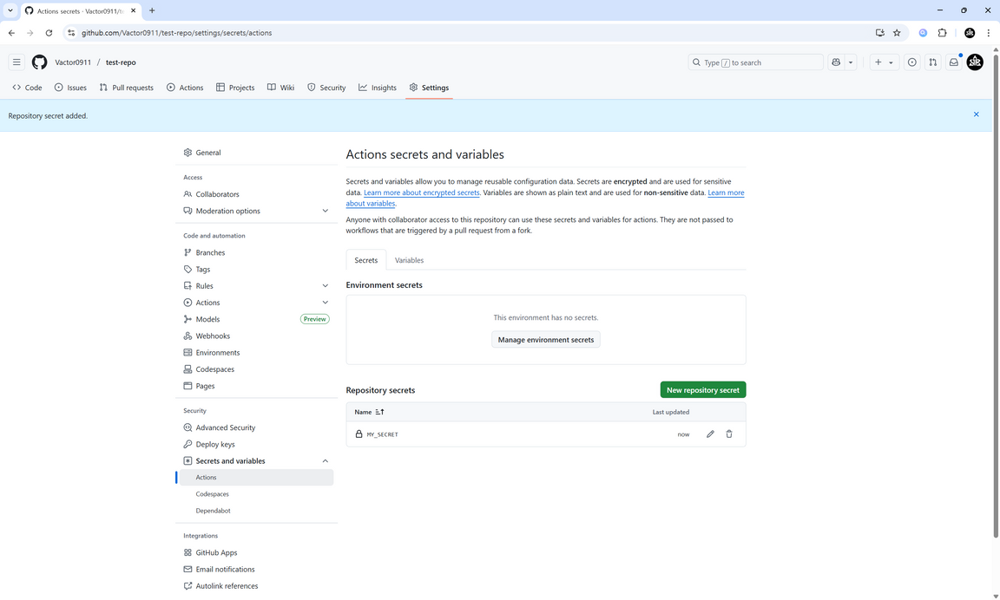 Actions secrets · Vactor0911/t
github.com/Vactor0911/test-repo/settings/secrets/actions
Vactor0911 / test-repo
Type / to search
Code
Issues
Pull requests
Actions
Projects
Wiki
Security
Insights
Settings
Repository secret added.
General
Access
Collaborators
Moderation options
Code and automation
Branches
Tags
Rules
Actions
Models
Preview
Webhooks
Environments
Codespaces
Pages
Security
Advanced Security
Deploy keys
Secrets and variables
Actions
Codespaces
Dependabot
Integrations
GitHub Apps
Email notifications
Autolink references
Actions secrets and variables
Secrets and variables allow you to manage reusable configuration data. Secrets are encrypted and are used for sensitive
data. Learn more about encrypted secrets. Variables are shown as plain text and are used for non-sensitive data. Learn more
about variables.
Anyone with collaborator access to this repository can use these secrets and variables for actions. They are not passed to
workflows that are triggered by a pull request from a fork.
Secrets
Variables
Environment secrets
This environment has no secrets.
Manage environment secrets
Repository secrets
New repository secret
Name
Last updated
MY_SECRET
now